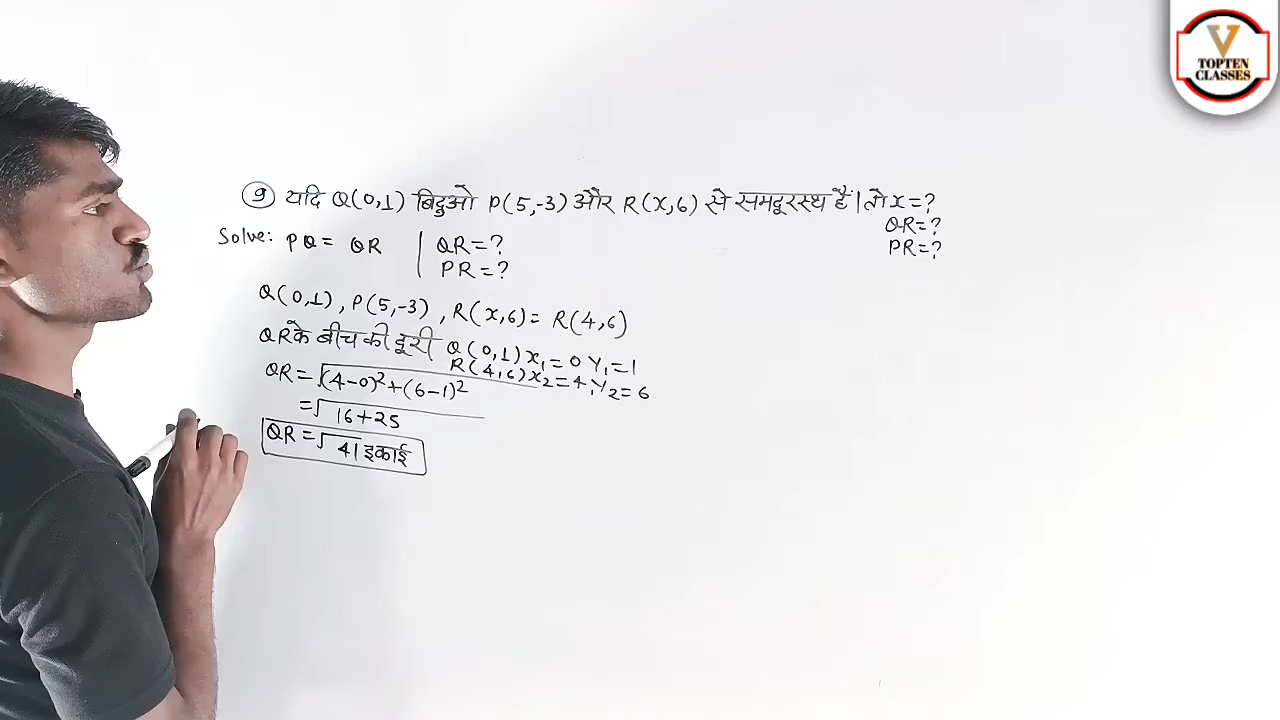 V
TOPTEN
CLASSES
9 यदि Q(0,1) बिदुओ P(5,-3) और R(x,6) से समदूरस्थ हैं। तो x=?
QR=?
PR=?
Solve: PQ = QR | QR=?
PR=?
Q(0,1), P(5,-3), R(x,6)= R(4,6)
QR के बीच की दूरी Q(0,1) x₁=0 y₁=1
R(4,6) x₂=4, y₂=6
QR = √(4-0)²+(6-1)²
= √16+25
QR = √41 इकाई